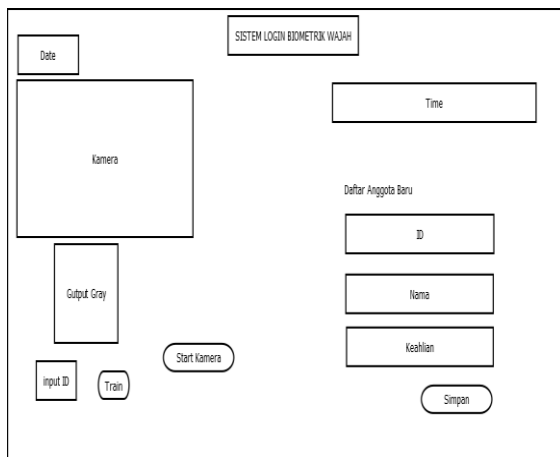 SISTEM LOGIN BIOMETRIK WAJAH
Date
Time
Kamera
Daftar Anggota Baru
ID
Gutput Gray
Nama
Keahlian
Start Kamera
input ID
Train
Simpan